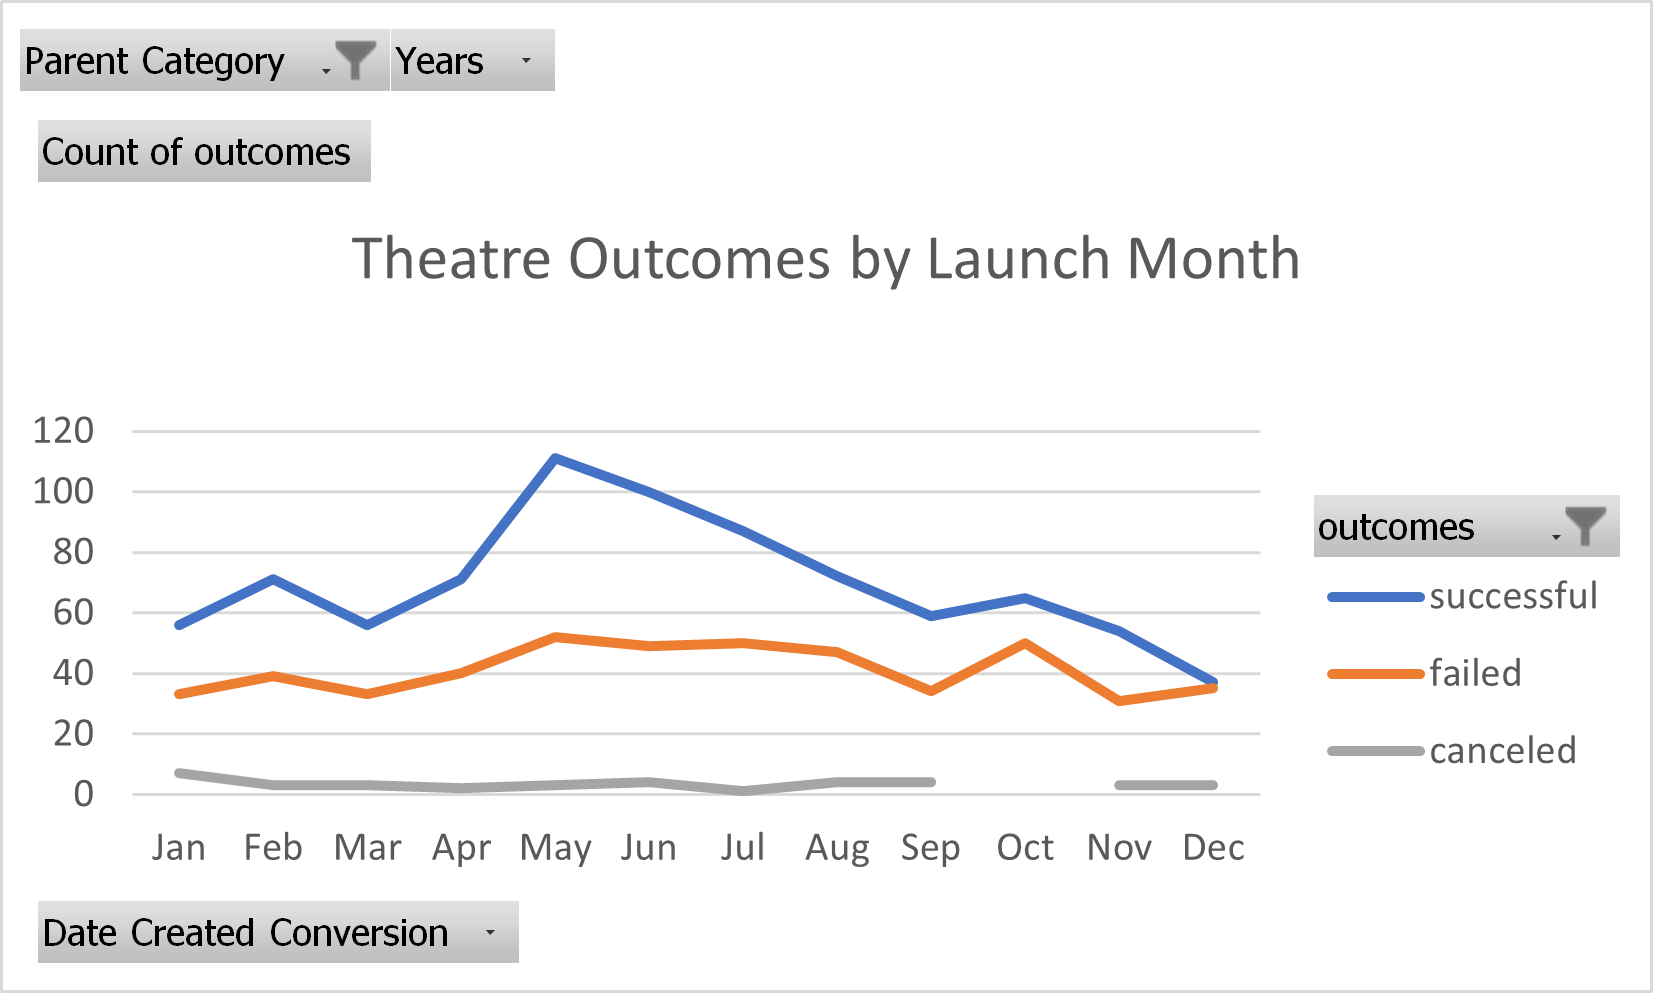 Parent Category Years
Count of outcomes
Theatre Outcomes by Launch Month
120
100
80
60
40
20
0
Jan Feb Mar Apr May Jun Jul Aug Sep Oct Nov Dec
outcomes
successful
failed
canceled
Date Created Conversion